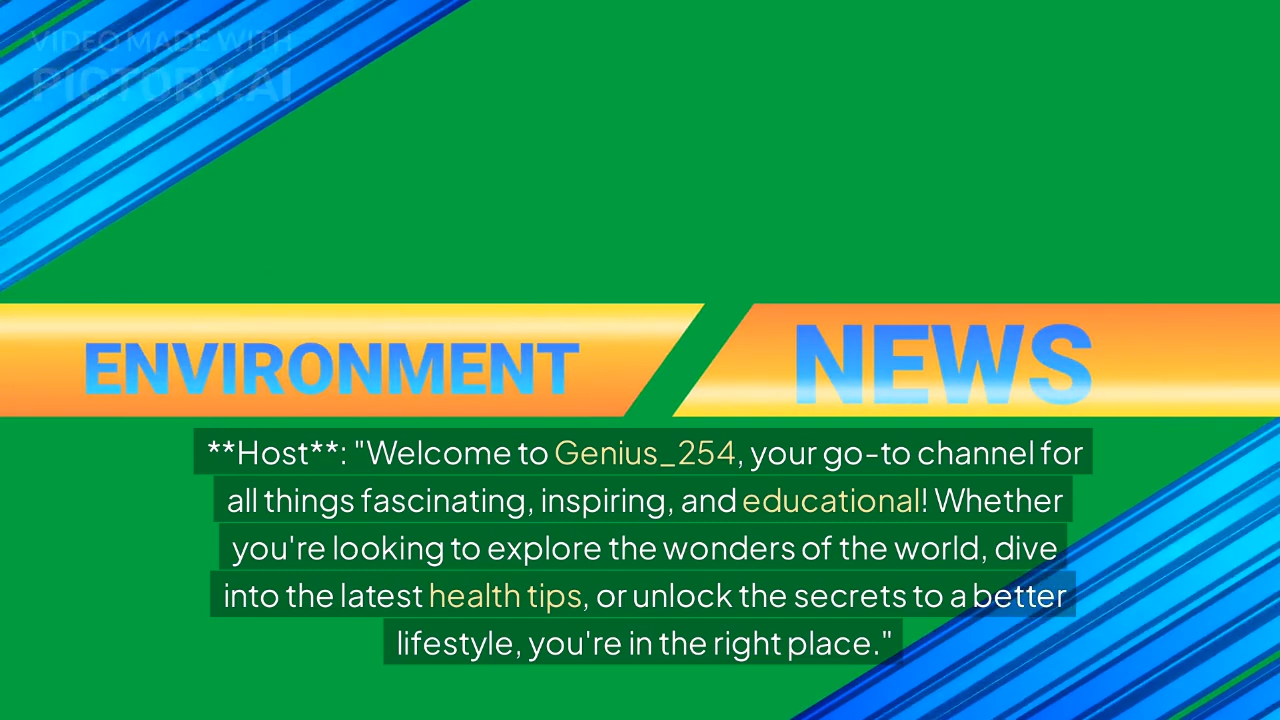 VIDEO MADE WITH
PICTORY.AI
ENVIRONMENT NEWS
**Host**: "Welcome to Genius_254, your go-to channel for
all things fascinating, inspiring, and educational! Whether
you're looking to explore the wonders of the world, dive
into the latest health tips, or unlock the secrets to a better
lifestyle, you're in the right place."